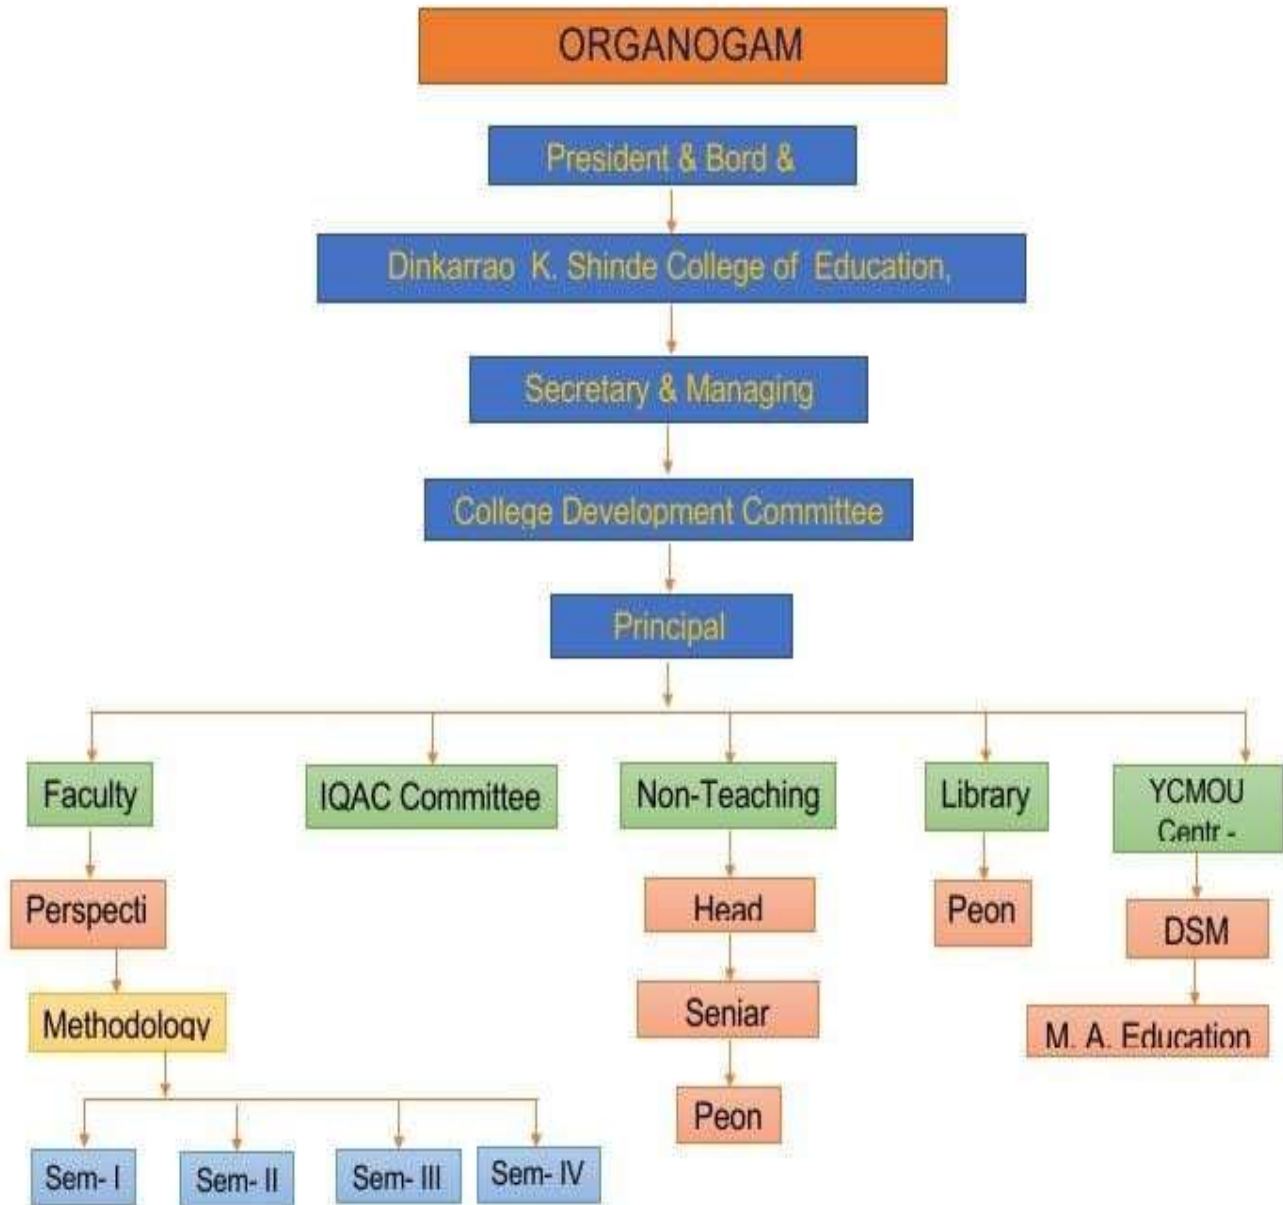 ORGANOGAM
President & Bord &
Dinkarrao K. Shinde College of Education,
Secretary & Managing
College Development Committee
Principal
Faculty
IQAC Committee
Non-Teaching
Library
YCMOU
Centr -
Perspecti
Head
Peon
DSM
Methodology
Seniar
M. A. Education
Peon
Sem- I
Sem- II
Sem- III
Sem- IV